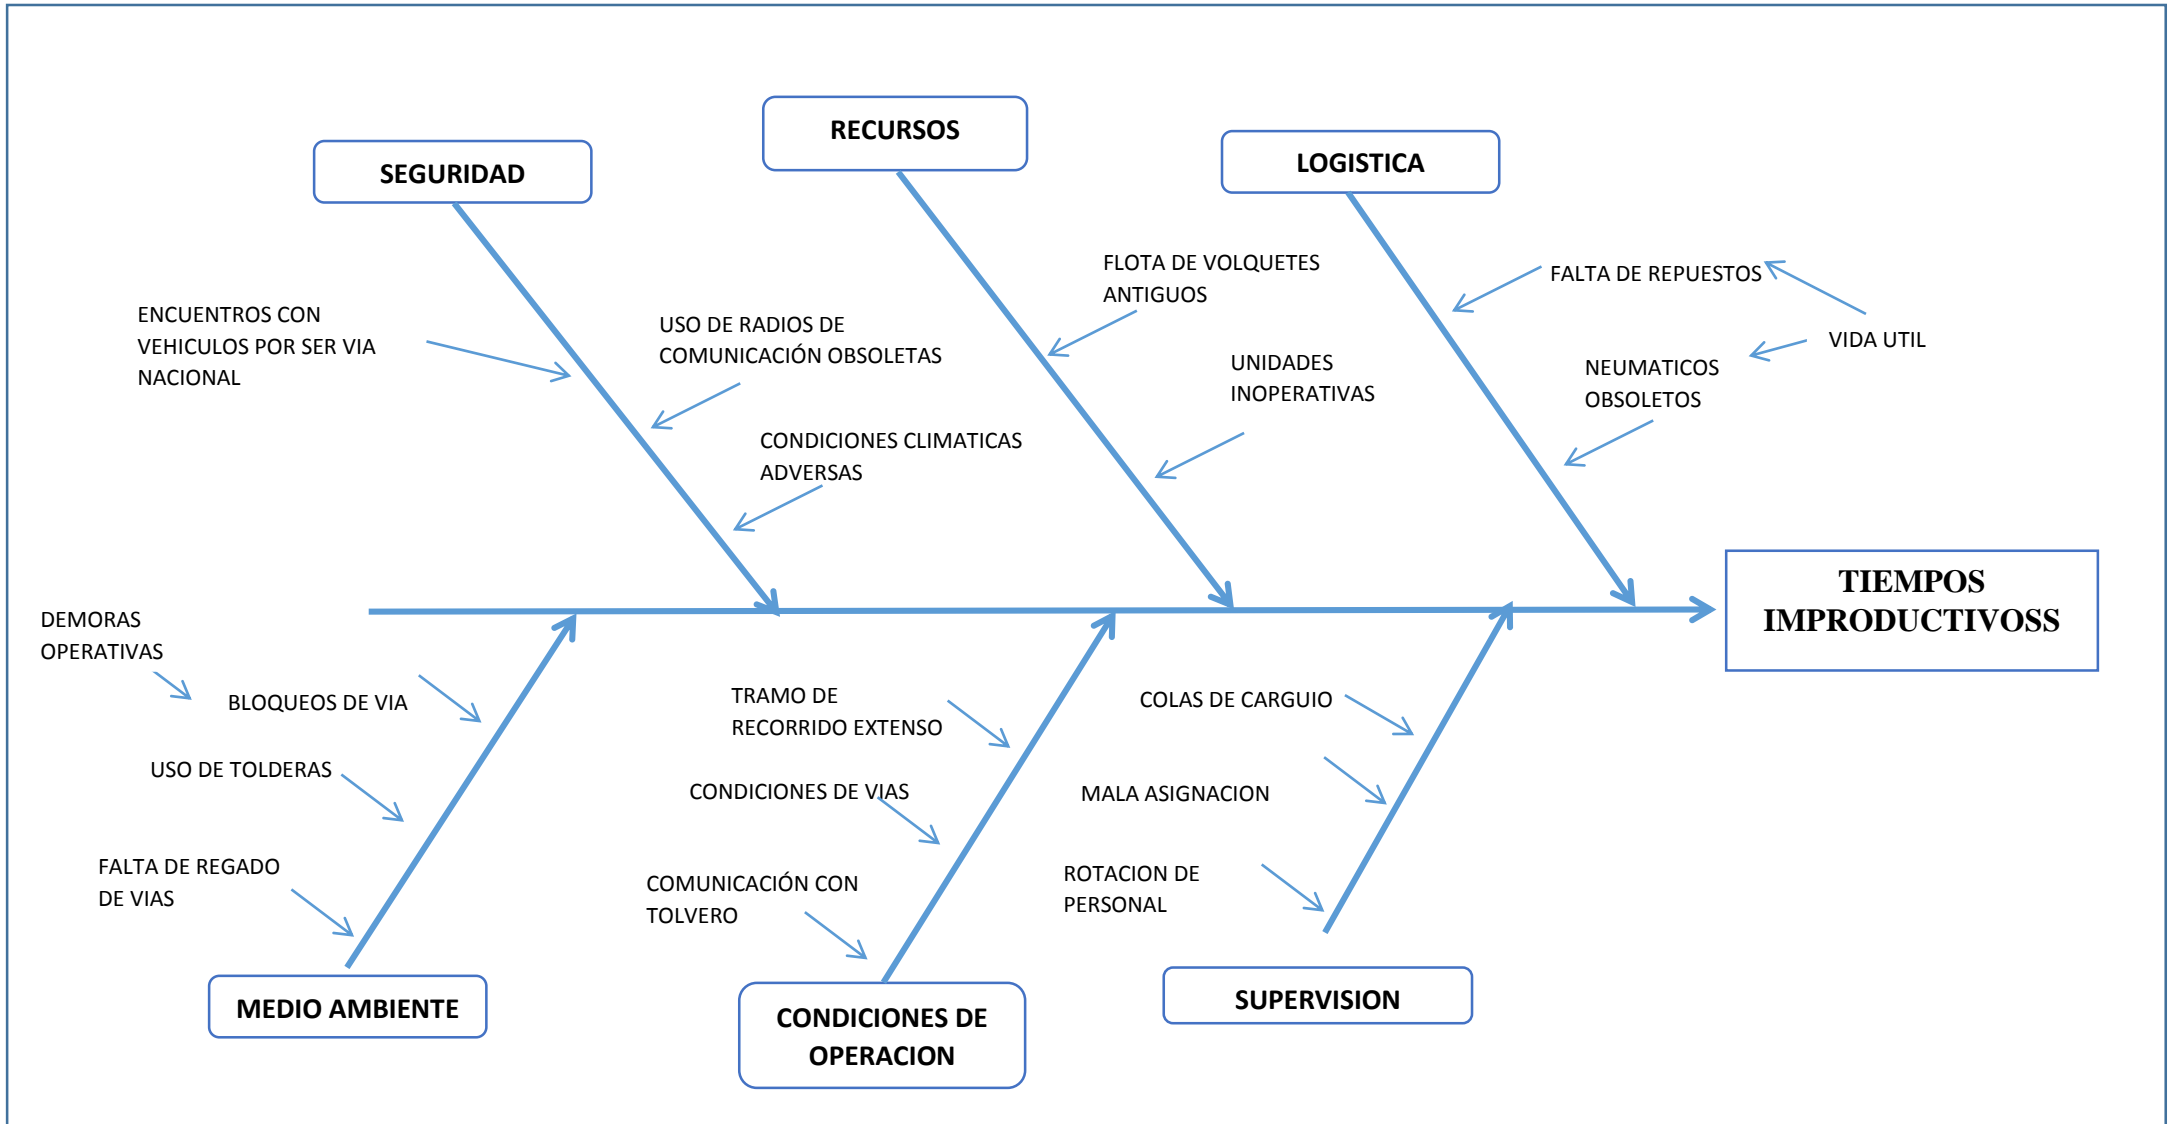 RECURSOS
SEGURIDAD
LOGISTICA
ENCUENTROS CON
VEHICULOS POR SER VIA
NACIONAL
USO DE RADIOS DE
COMUNICACIÓN OBSOLETAS
CONDICIONES CLIMATICAS
ADVERSAS
FLOTA DE VOLQUETES
ANTIGUOS
UNIDADES
INOPERATIVAS
FALTA DE REPUESTOS
VIDA UTIL
NEUMATICOS
OBSOLETOS
TIEMPOS
IMPRODUCTIVOSS
DEMORAS
OPERATIVAS
BLOQUEOS DE VIA
USO DE TOLDERAS
FALTA DE REGADO
DE VIAS
TRAMO DE
RECORRIDO EXTENSO
CONDICIONES DE VIAS
COMUNICACIÓN CON
TOLVERO
COLAS DE CARGUIO
MALA ASIGNACION
ROTACION DE
PERSONAL
MEDIO AMBIENTE
CONDICIONES DE
OPERACION
SUPERVISION